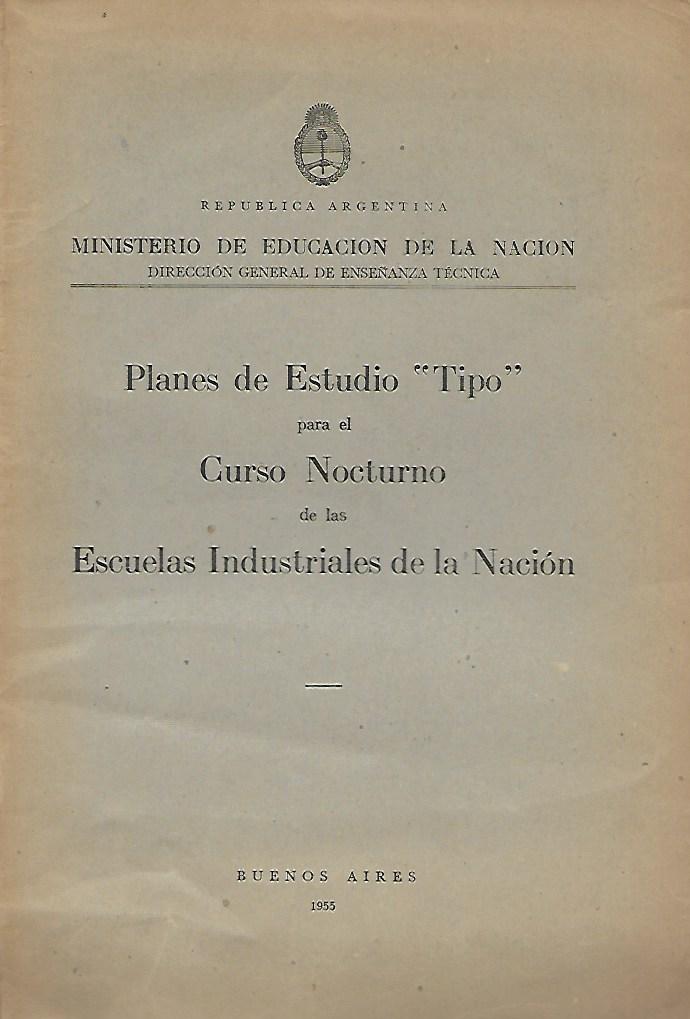 REPUBLICA ARGENTINA
MINISTERIO DE EDUCACION DE LA NACION
DIRECCIÓN GENERAL DE ENSEÑANZA TÉCNICA
Planes de Estudio “Tipo”
para el
Curso Nocturno
de las
Escuelas Industriales de la Nación
BUENOS AIRES
1955